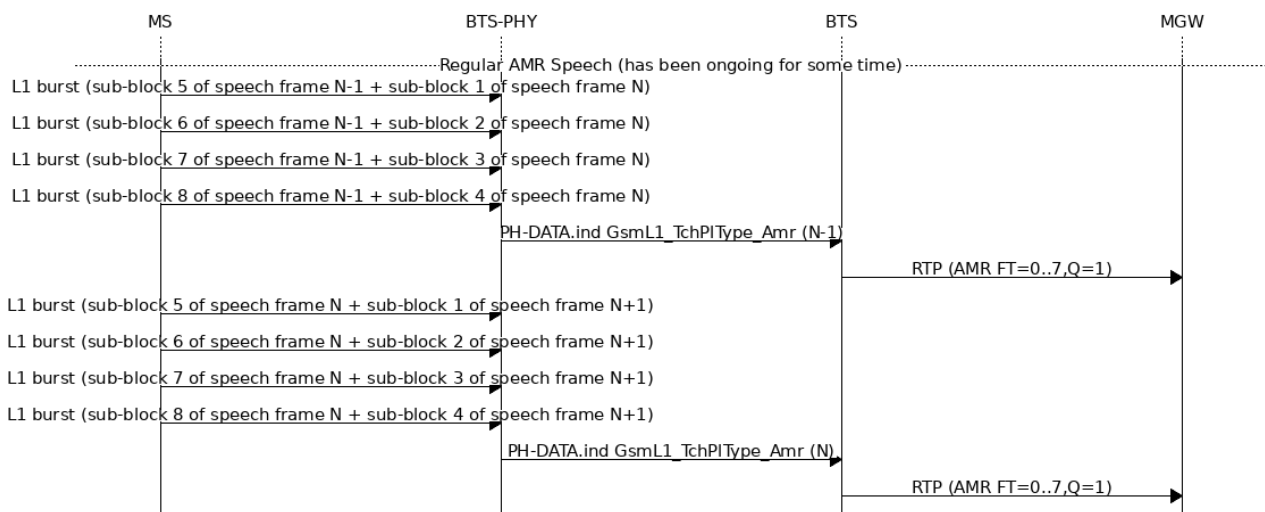 MS BTS-PHY BTS MGW
Regular AMR Speech (has been ongoing for some time)
L1 burst (sub-block 5 of speech frame N-1 + sub-block 1 of speech frame N)
L1 burst (sub-block 6 of speech frame N-1 + sub-block 2 of speech frame N)
L1 burst (sub-block 7 of speech frame N-1 + sub-block 3 of speech frame N)
L1 burst (sub-block 8 of speech frame N-1 + sub-block 4 of speech frame N)
PH-DATA.ind GsmL1_TchPlType_Amr (N-1)
RTP (AMR FT=0..7,Q=1)
L1 burst (sub-block 5 of speech frame N + sub-block 1 of speech frame N+1)
L1 burst (sub-block 6 of speech frame N + sub-block 2 of speech frame N+1)
L1 burst (sub-block 7 of speech frame N + sub-block 3 of speech frame N+1)
L1 burst (sub-block 8 of speech frame N + sub-block 4 of speech frame N+1)
PH-DATA.ind GsmL1_TchPlType_Amr (N)
RTP (AMR FT=0..7,Q=1)